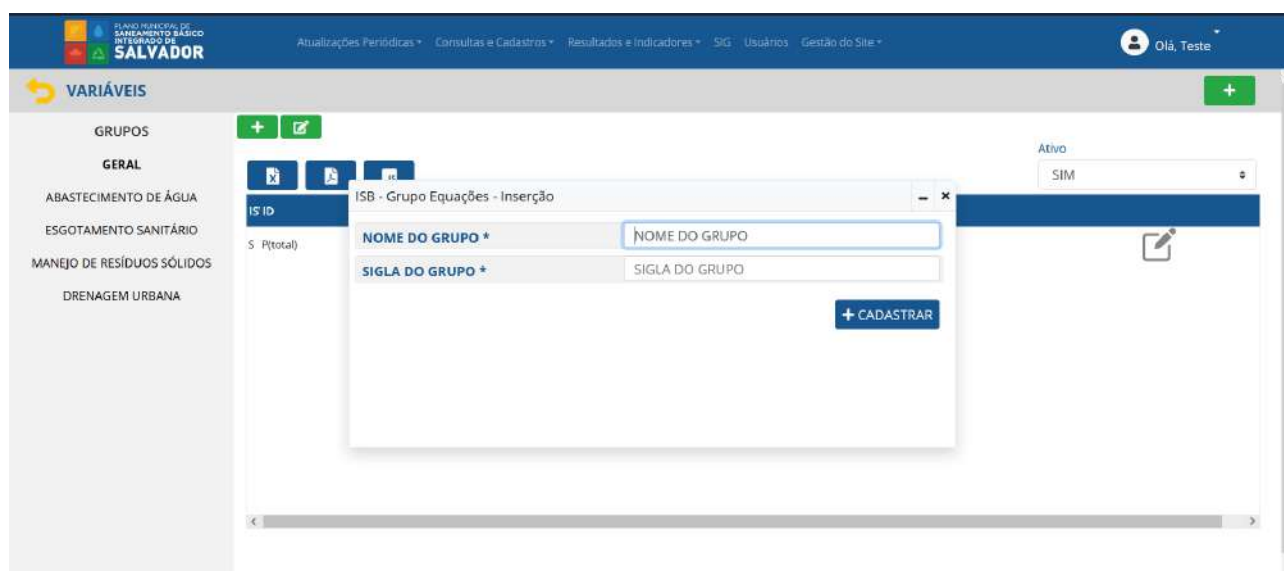 PLANO MUNICIPAL DE
SANEAMENTO BÁSICO
INTEGRADO DE
SALVADOR
Atualizações Periódicas Consultas e Cadastros Resultados e Indicadores SIG Usuários Gestão do Site
Olá, Teste
VARIÁVEIS
+
GRUPOS
GERAL
ABASTECIMENTO DE ÁGUA
ESGOTAMENTO SANITÁRIO
MANEJO DE RESÍDUOS SÓLIDOS
DRENAGEM URBANA
+
Ativo
SIM
ID
S P(total)
ISB - Grupo Equações - Inserção
NOME DO GRUPO * NOME DO GRUPO
SIGLA DO GRUPO * SIGLA DO GRUPO
+ CADASTRAR